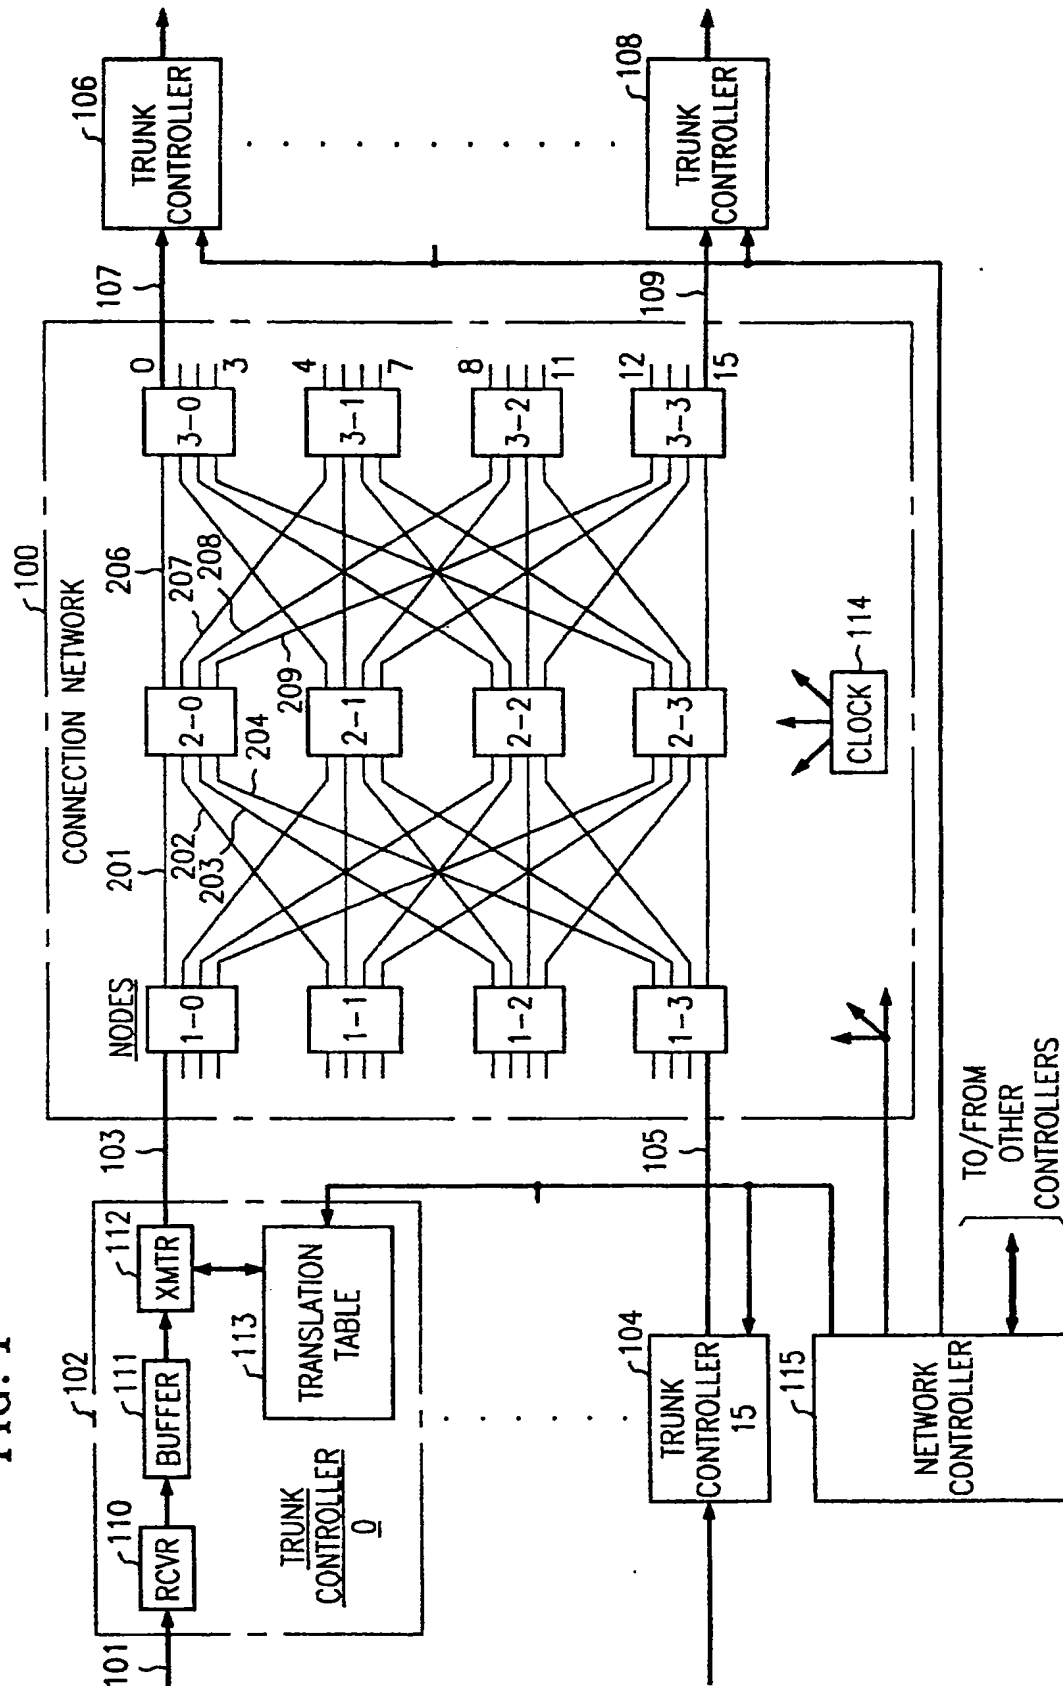 FIG. 1
101
102
RCVR
110
BUFFER
111
XMTR
112
TRANSLATION
TABLE
113
TRUNK
CONTROLLER
0
103
TRUNK
CONTROLLER
15
104
105
NETWORK
CONTROLLER
115
TO/FROM
OTHER
CONTROLLERS
CONNECTION NETWORK
100
NODES
1-0
1-1
1-2
1-3
201
202
203
204
2-0
2-1
2-2
2-3
206
207
208
209
3-0
3-1
3-2
3-3
0
3
4
7
8
11
12
15
CLOCK
114
107
109
TRUNK
CONTROLLER
106
TRUNK
CONTROLLER
108